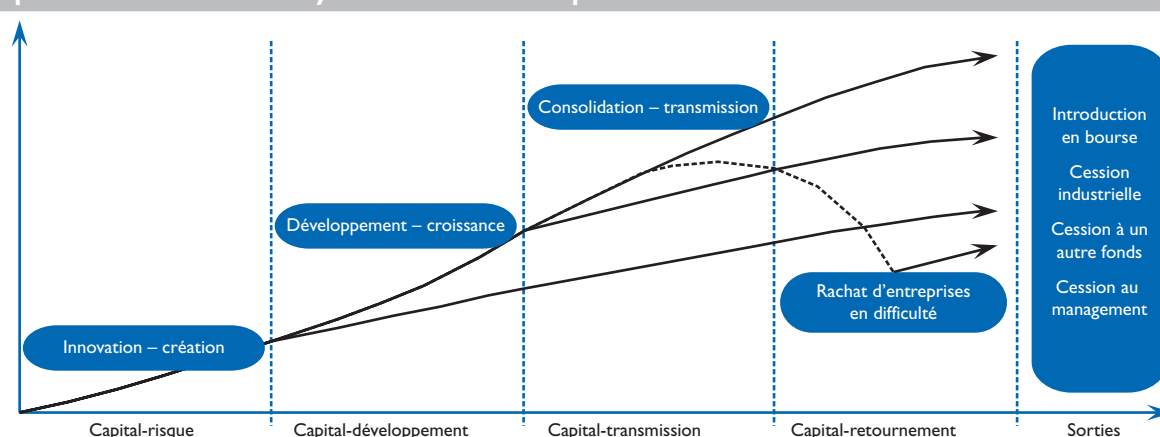 Consolidation – transmission
Développement – croissance
Innovation – création
Rachat d’entreprises
en difficulté
Introduction
en bourse
Cession
industrielle
Cession à un
autre fonds
Cession au
management
Capital-risque
Capital-développement
Capital-transmission
Capital-retournement
Sorties